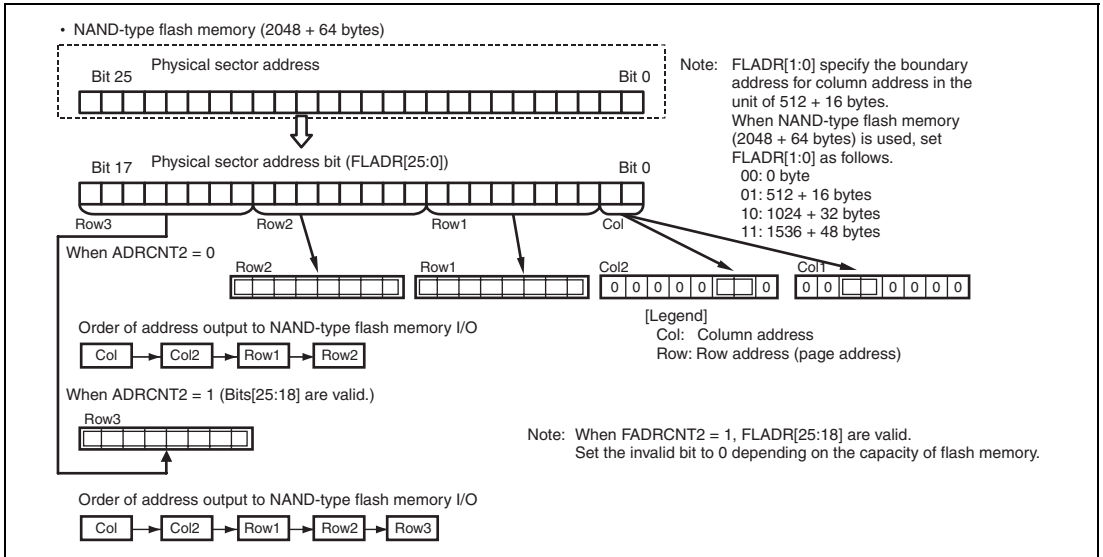 • NAND-type flash memory (2048 + 64 bytes)
Physical sector address
Bit 25
Bit 0
Note: FLADR[1:0] specify the boundary
address for column address in the
unit of 512 + 16 bytes.
When NAND-type flash memory
(2048 + 64 bytes) is used, set
FLADR[1:0] as follows.
00: 0 byte
01: 512 + 16 bytes
10: 1024 + 32 bytes
11: 1536 + 48 bytes
Physical sector address bit (FLADR[25:0])
Bit 17
Bit 0
Row3
Row2
Row1
Col
When ADRCNT2 = 0
Row2
Row1
Col2
Col1
0 0 0 0 0 0
0 0 0 0 0 0
[Legend]
Col: Column address
Row: Row address (page address)
Order of address output to NAND-type flash memory I/O
Col Col2 Row1 Row2
When ADRCNT2 = 1 (Bits[25:18] are valid.)
Row3
Note: When FADRCNT2 = 1, FLADR[25:18] are valid.
Set the invalid bit to 0 depending on the capacity of flash memory.
Order of address output to NAND-type flash memory I/O
Col Col2 Row1 Row2 Row3